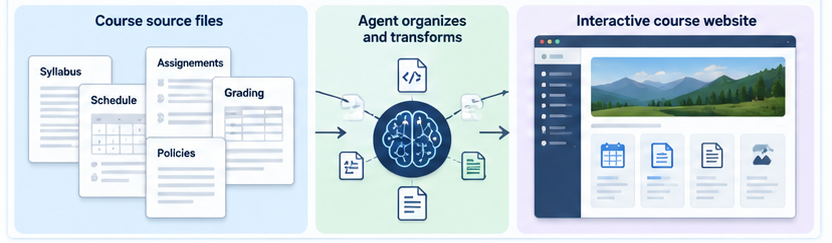 Course source files
Syllabus
Schedule
Assignements
Grading
Policies
Agent organizes
and transforms
</>
Interactive course website